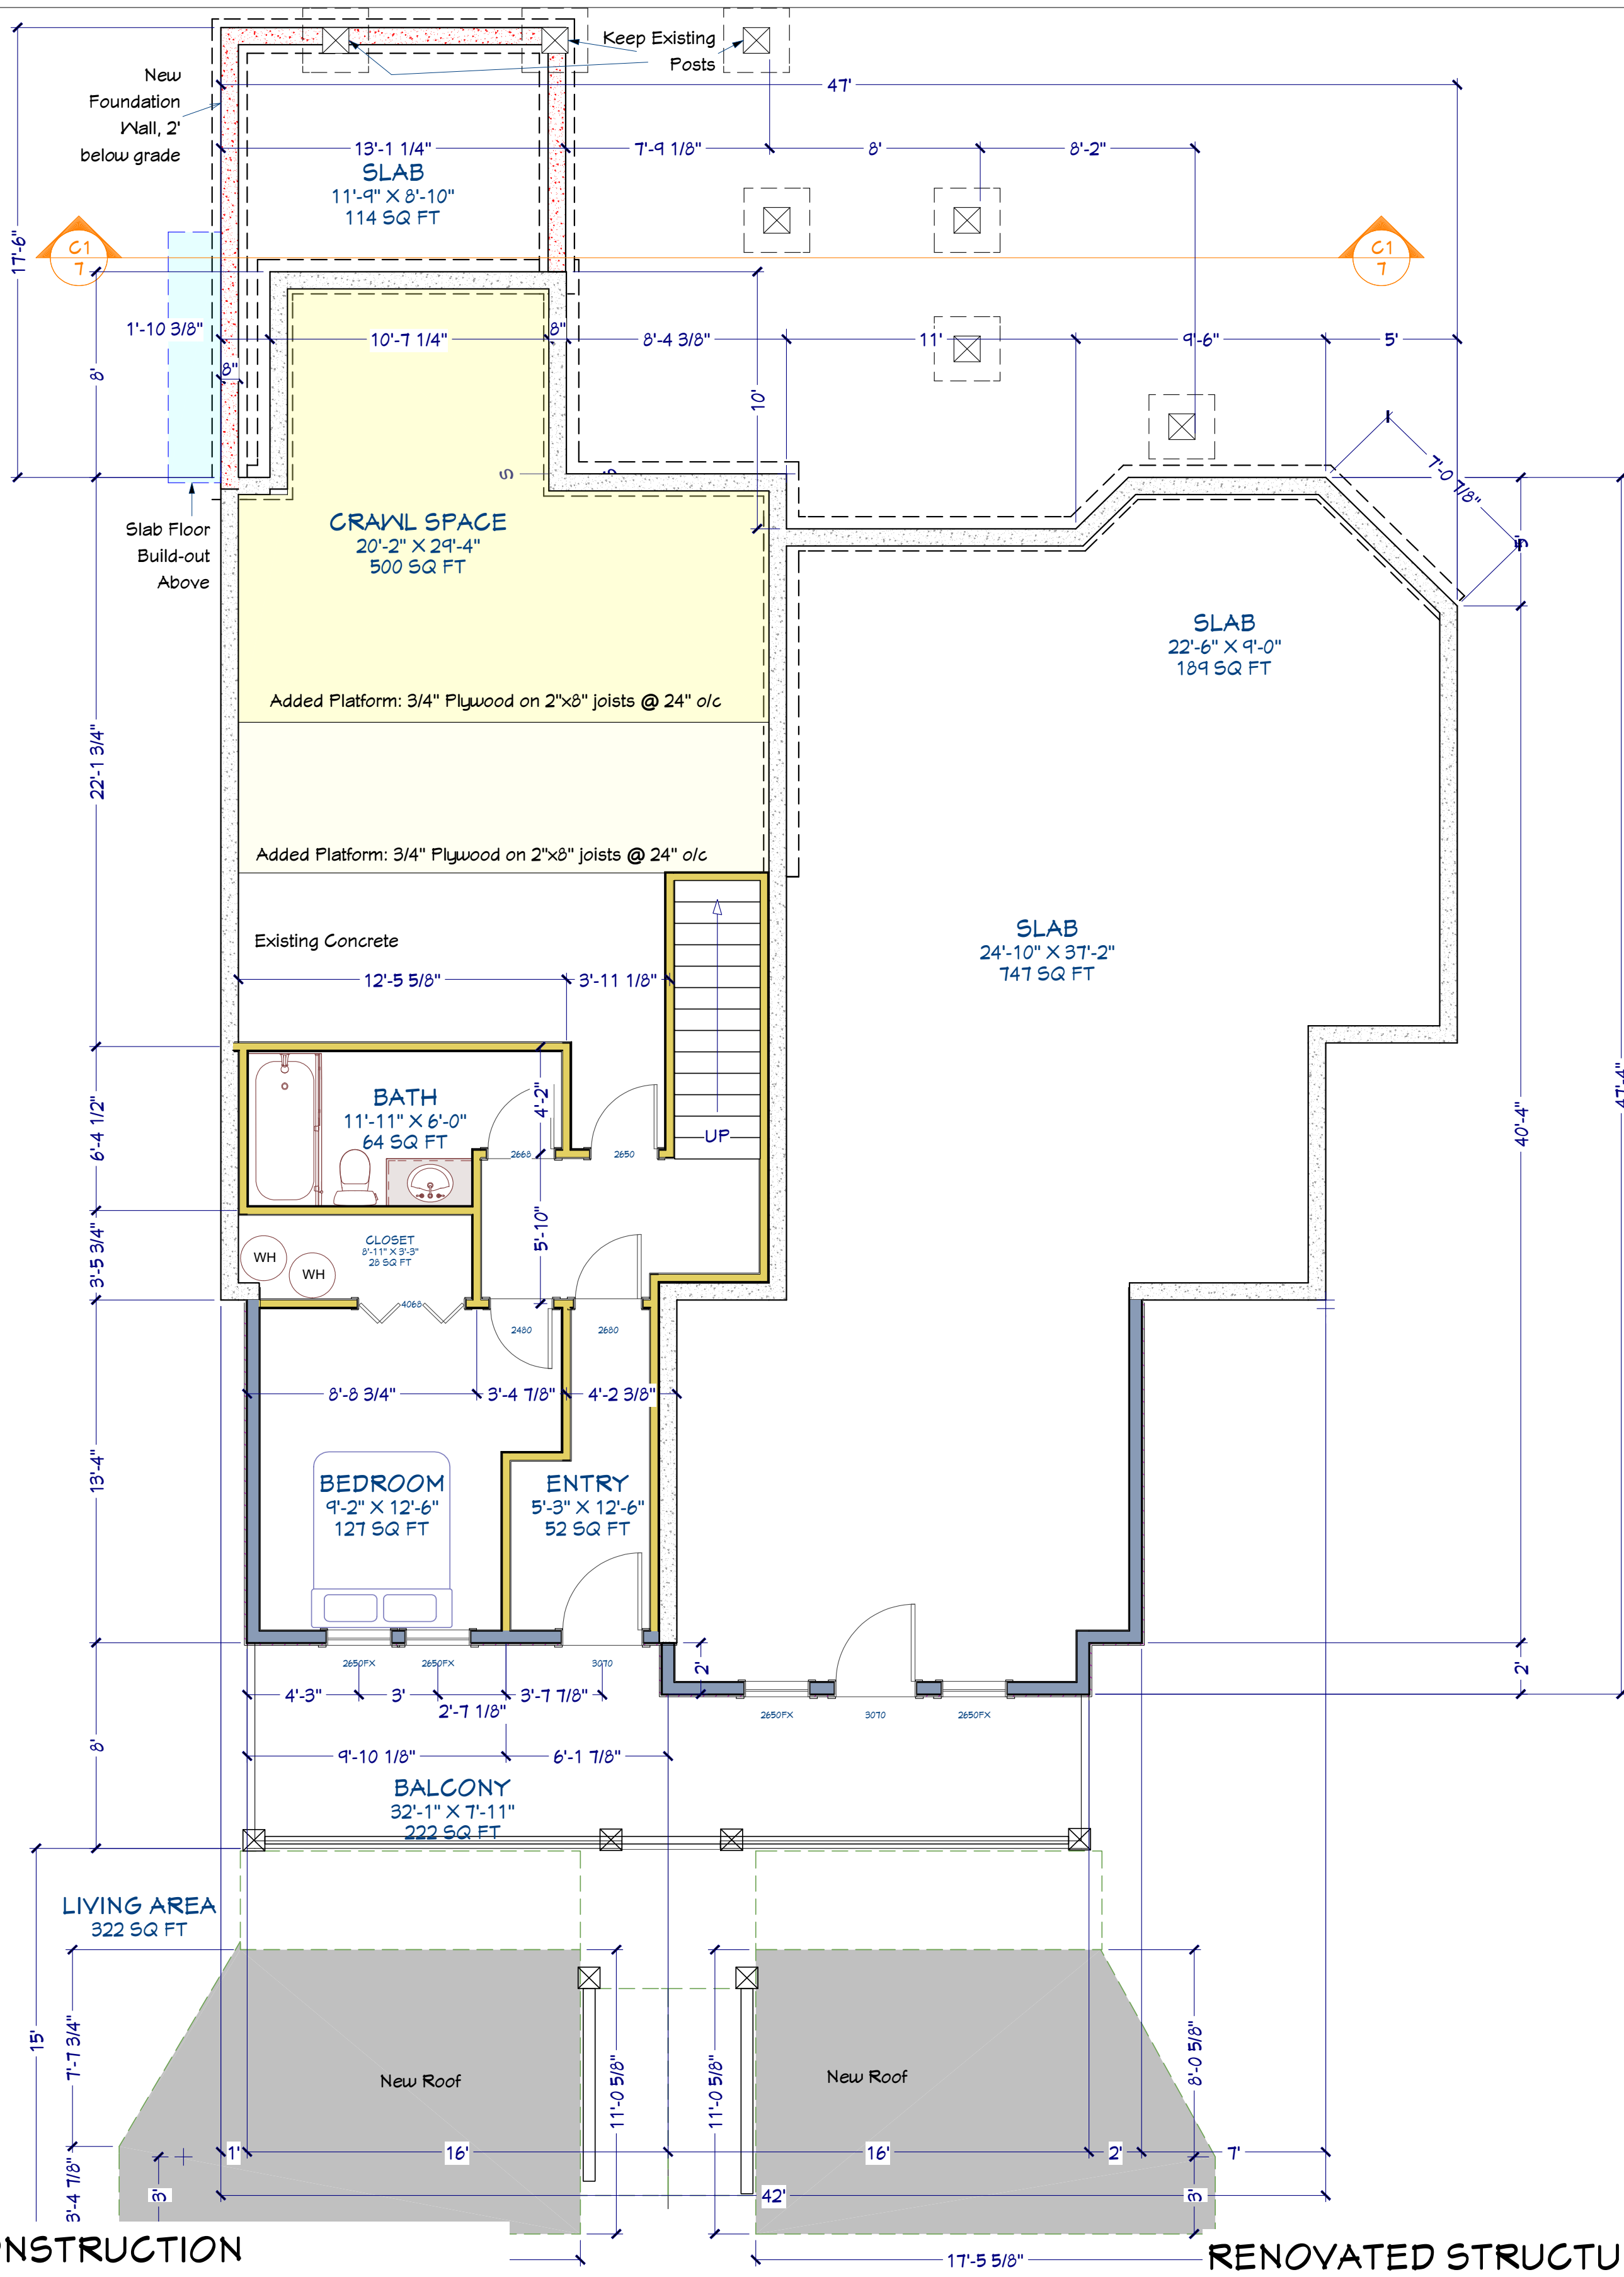 Keep Existing
Posts
New
Foundation
Wall, 2'
below grade
47'
13'-1 1/4"
7'-9 1/8"
8'
8'-2"
SLAB
11'-9" X 8'-10"
114 SQ FT
17'-6"
C1
7
C1
7
1'-10 3/8"
10'-7 1/4"
8"
8'-4 3/8"
11'
9'-6"
5'
8"
8'
10'
7'-0 7/8"
5'
S
Slab Floor
Build-out
Above
CRAWL SPACE
20'-2" X 29'-4"
500 SQ FT
SLAB
22'-6" X 9'-0"
189 SQ FT
Added Platform: 3/4" Plywood on 2"x8" joists @ 24" o/c
22'-1 3/4"
Added Platform: 3/4" Plywood on 2"x8" joists @ 24" o/c
Existing Concrete
SLAB
24'-10" X 37'-2"
747 SQ FT
12'-5 5/8"
3'-11 1/8"
47'-4"
40'-4"
BATH
11'-11" X 6'-0"
64 SQ FT
4'-2"
UP
6'-4 1/2"
2668
2650
5'-10"
3'-5 3/4"
CLOSET
8'-11" X 3'-3"
28 SQ FT
WH
WH
4068
2480
2680
8'-8 3/4"
3'-4 7/8"
4'-2 3/8"
13'-4"
BEDROOM
9'-2" X 12'-6"
127 SQ FT
ENTRY
5'-3" X 12'-6"
52 SQ FT
2650FX
2650FX
3070
2'
2'
4'-3"
3'
2'-7 1/8"
3'-7 7/8"
2650FX
3070
2650FX
8'
9'-10 1/8"
6'-1 7/8"
BALCONY
32'-1" X 7'-11"
222 SQ FT
LIVING AREA
322 SQ FT
15'
7'-7 3/4"
New Roof
11'-0 5/8"
11'-0 5/8"
New Roof
8'-0 5/8"
1'
16'
16'
2'
7'
3'-4 7/8"
3'
42'
3'
NSTRUCTION
17'-5 5/8"
RENOVATED STRUCTU